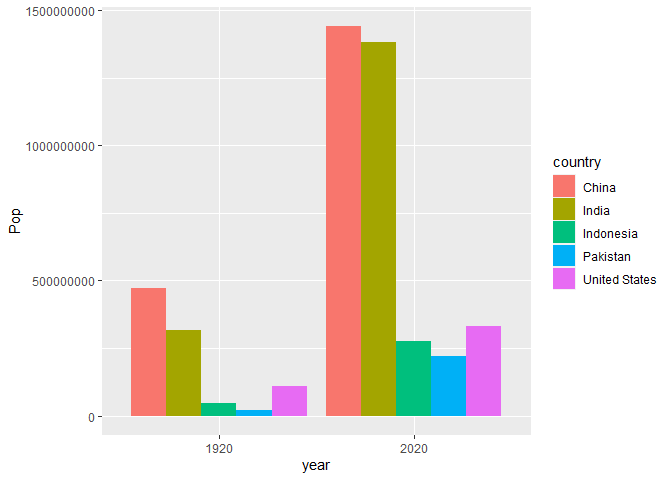 1500000000
1000000000
500000000
0
Pop
1920
2020
year
country
China
India
Indonesia
Pakistan
United States